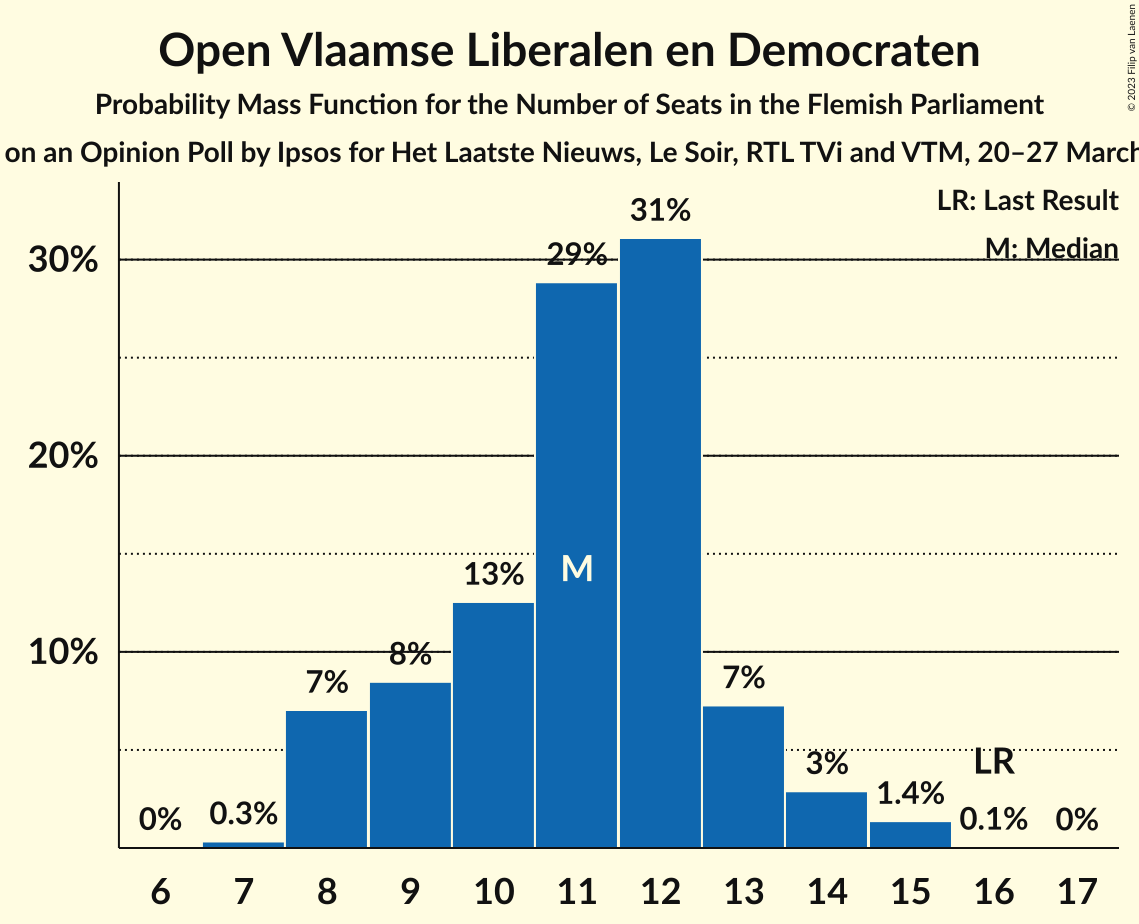 Open Vlaamse Liberalen en Democraten
Probability Mass Function for the Number of Seats in the Flemish Parliament
on an Opinion Poll by Ipsos for Het Laatste Nieuws, Le Soir, RTL TVi and VTM, 20–27 March
© 2023 Filip van Laenen
LR: Last Result
M: Median
30%
20%
10%
0%
0.3%
7%
8%
13%
29%
M
31%
7%
3%
1.4%
LR
0.1%
0%
6 7 8 9 10 11 12 13 14 15 16 17